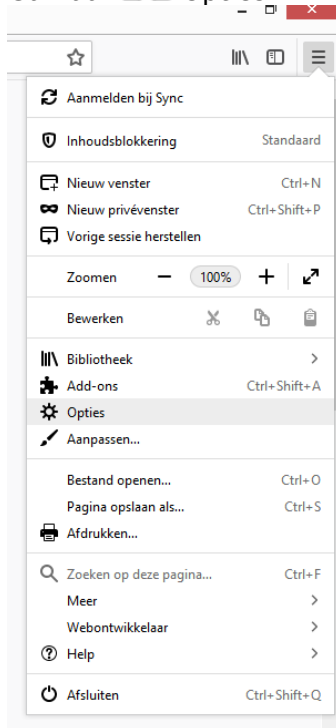 Aanmelden bij Sync
Inhoudsblokkering Standaard
Nieuw venster Ctrl+N
Nieuw privévenster Ctrl+Shift+P
Vorige sessie herstellen
Zoomen 100%
Bewerken
Bibliotheek
Add-ons Ctrl+Shift+A
Opties
Aanpassen...
Bestand openen... Ctrl+O
Pagina opslaan als... Ctrl+S
Afdrukken...
Zoeken op deze pagina... Ctrl+F
Meer
Webontwikkelaar
Help
Afsluiten Ctrl+Shift+Q